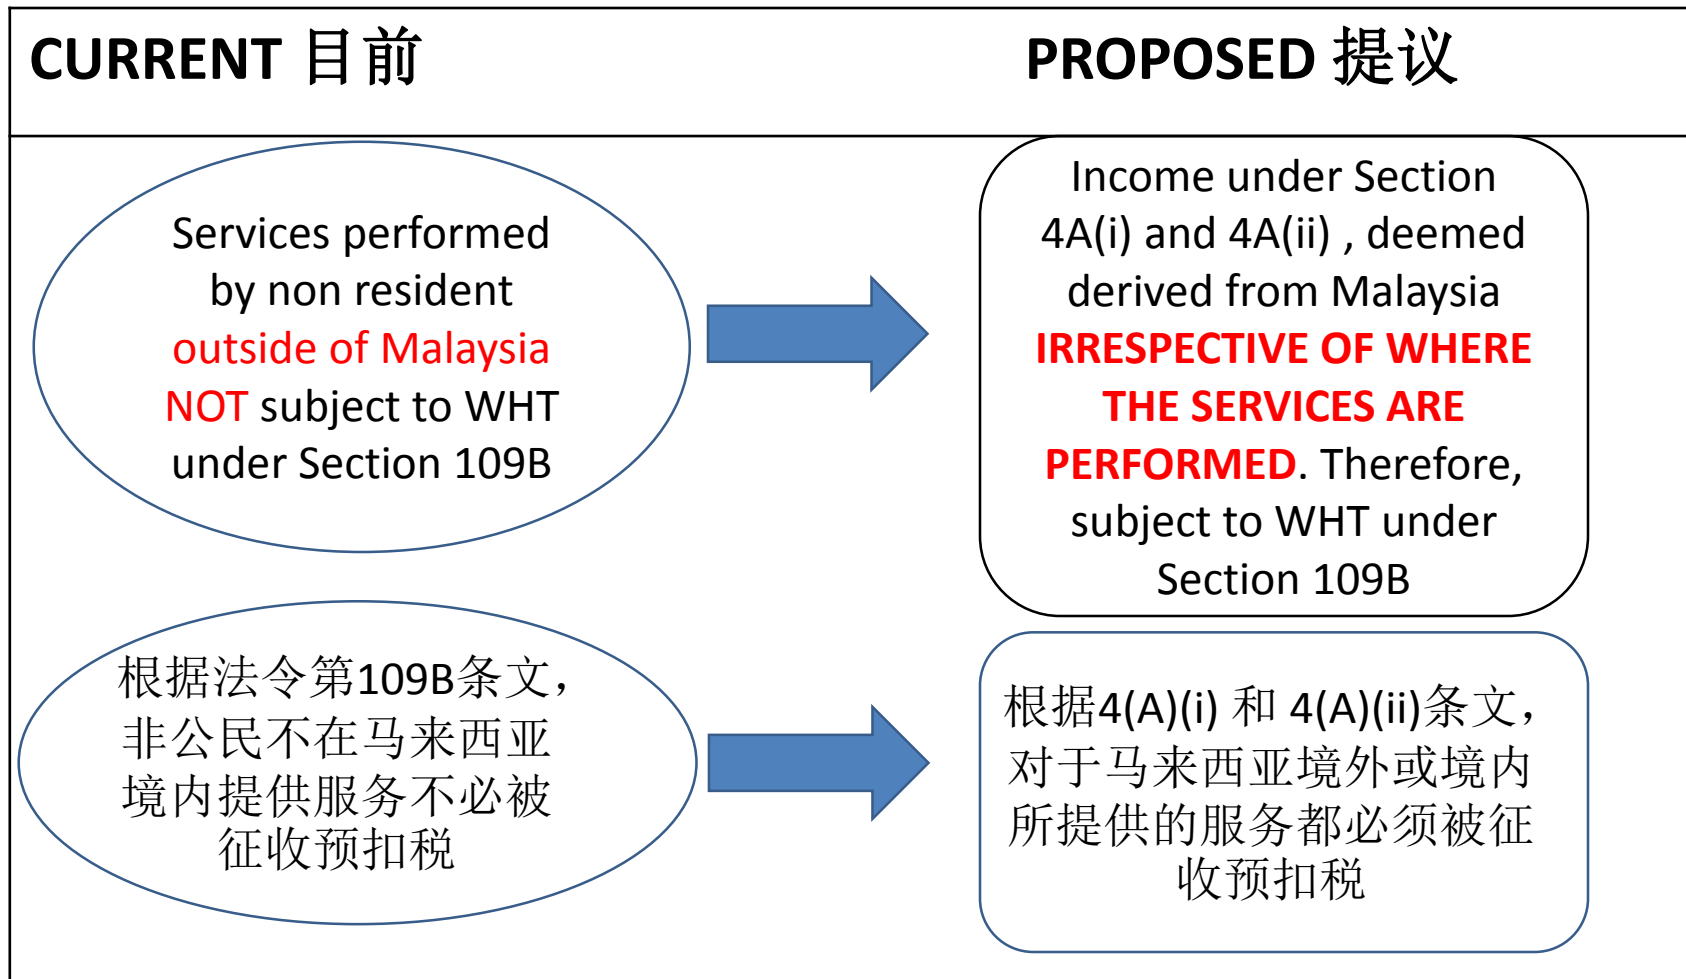 CURRENT 目前
PROPOSED 提议
Services performed
by non resident
outside of Malaysia
NOT subject to WHT
under Section 109B
Income under Section
4A(i) and 4A(ii) , deemed
derived from Malaysia
IRRESPECTIVE OF WHERE
THE SERVICES ARE
PERFORMED. Therefore,
subject to WHT under
Section 109B
根据法令第109B条文，
非公民不在马来西亚
境内提供服务不必被
征收预扣税
根据4(A)(i) 和 4(A)(ii)条文，
对于马来西亚境外或境内
所提供的服务都必须被征
收预扣税